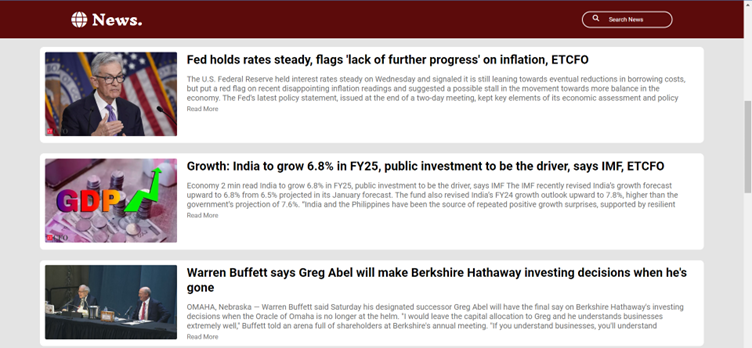 News.
Search News
Fed holds rates steady, flags 'lack of further progress' on inflation, ETCFO
The U.S. Federal Reserve held interest rates steady on Wednesday and signaled it is still leaning towards eventual reductions in borrowing costs,
but put a red flag on recent disappointing inflation readings and suggested a possible stall in the movement towards more balance in the
economy. The Fed's latest policy statement, issued at the end of a two-day meeting, kept key elements of its economic assessment and policy
Read More
Growth: India to grow 6.8% in FY25, public investment to be the driver, says IMF, ETCFO
GDP
Economy 2 min read India to grow 6.8% in FY25, public investment to be the driver, says IMF The IMF recently revised India's growth forecast
upward to 6.8% from 6.5% projected in its January forecast. The fund also revised India's FY24 growth outlook upward to 7.8%, higher than the
government's projection of 7.6%. "India and the Philippines have been the source of repeated positive growth surprises, supported by resilient
Read More
Warren Buffett says Greg Abel will make Berkshire Hathaway investing decisions when he's
gone
OMAHA, Nebraska — Warren Buffett said Saturday his designated successor Greg Abel will have the final say on Berkshire Hathaway's investing
decisions when the Oracle of Omaha is no longer at the helm. "I would leave the capital allocation to Greg and he understands businesses
extremely well," Buffett told an arena full of shareholders at Berkshire's annual meeting. "If you understand businesses, you'll understand
Read More